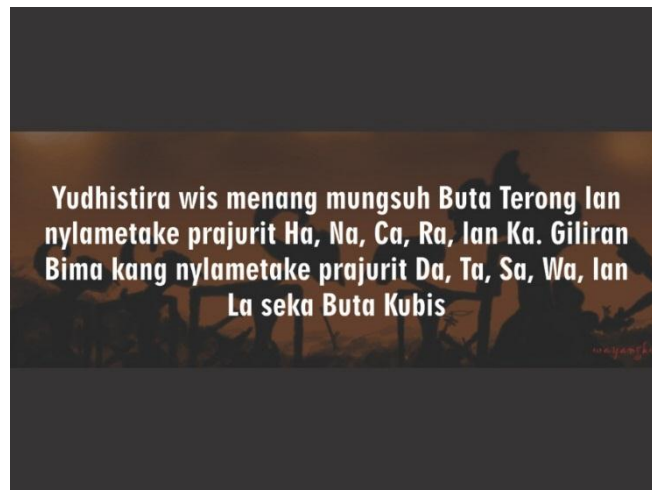 Yudhistira wis menang mungsuh Buta Terong lan
nylametake prajurit Ha, Na, Ca, Ra, lan Ka. Giliran
Bima kang nylametake prajurit Da, Ta, Sa, Wa, lan
La seka Buta Kubis